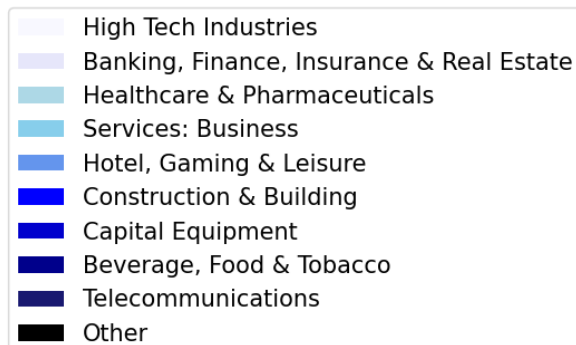 High Tech Industries
Banking, Finance, Insurance & Real Estate
Healthcare & Pharmaceuticals
Services: Business
Hotel, Gaming & Leisure
Construction & Building
Capital Equipment
Beverage, Food & Tobacco
Telecommunications
Other